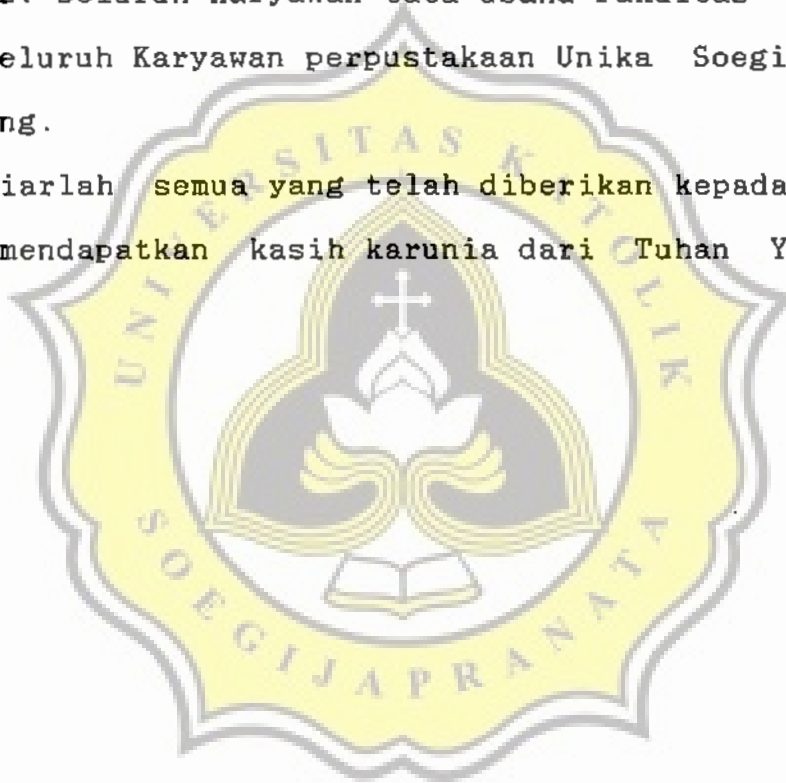 eluruh Karyawan perpustakaan Unika Soegi
ng.
iarlah semua yang telah diberikan kepada
mendapatkan kasih karunia dari Tuhan Y
UNIVERSITAS KATOLIK
SOEGIJAPRANATA